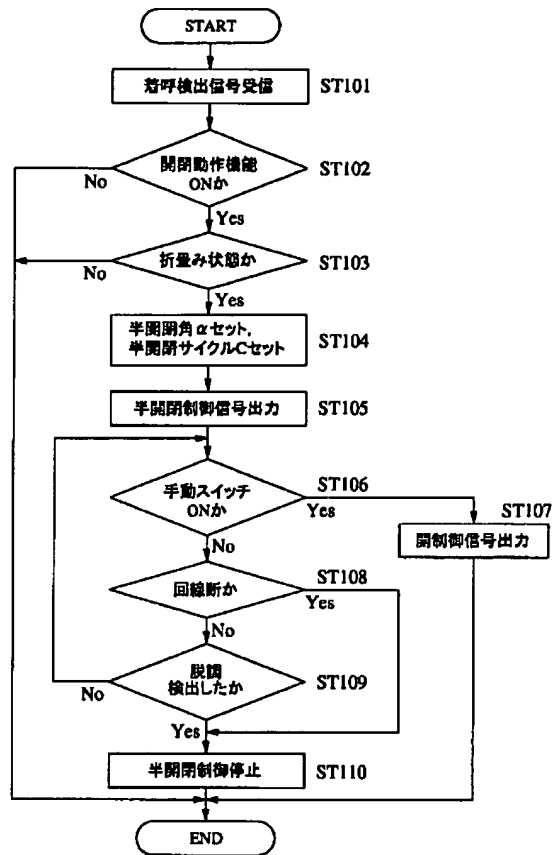 START
着呼検出信号受信
ST101
開閉動作機能
ONか
ST102
No
Yes
折畳み状態か
ST103
No
Yes
半開閉角αセット,
半開閉サイクルCセット
ST104
半開閉制御信号出力
ST105
手動スイッチ
ONか
ST106
Yes
ST107
開制御信号出力
No
回線断か
ST108
Yes
No
脱調
検出したか
ST109
No
Yes
半開閉制御停止
ST110
END